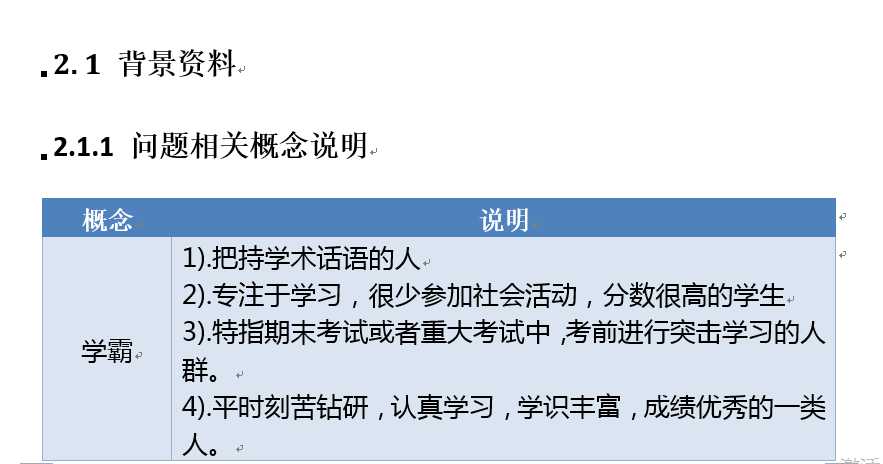 2.1 背景资料
2.1.1 问题相关概念说明
概念 说明
学霸
1).把持学术话语的人
2).专注于学习，很少参加社会活动，分数很高的学生
3).特指期末考试或者重大考试中,考前进行突击学习的人
群。
4).平时刻苦钻研,认真学习,学识丰富,成绩优秀的一类
人。